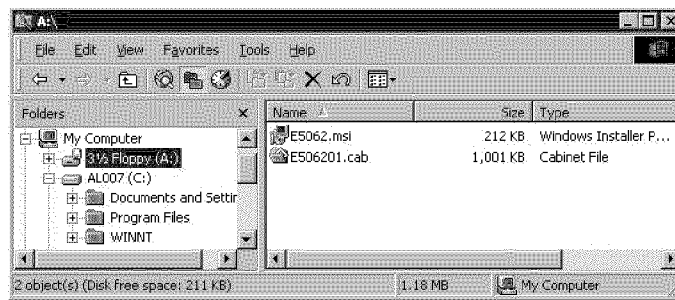 A:\
File Edit View Favorites Tools Help
Folders
Name Size Type
My Computer
E5062.msi 212 KB Windows Installer P...
3½ Floppy (A:)
E506201.cab 1,001 KB Cabinet File
AL007 (C:)
Documents and Settin
Program Files
WINNT
2 object(s) (Disk free space: 211 KB) 1.18 MB My Computer